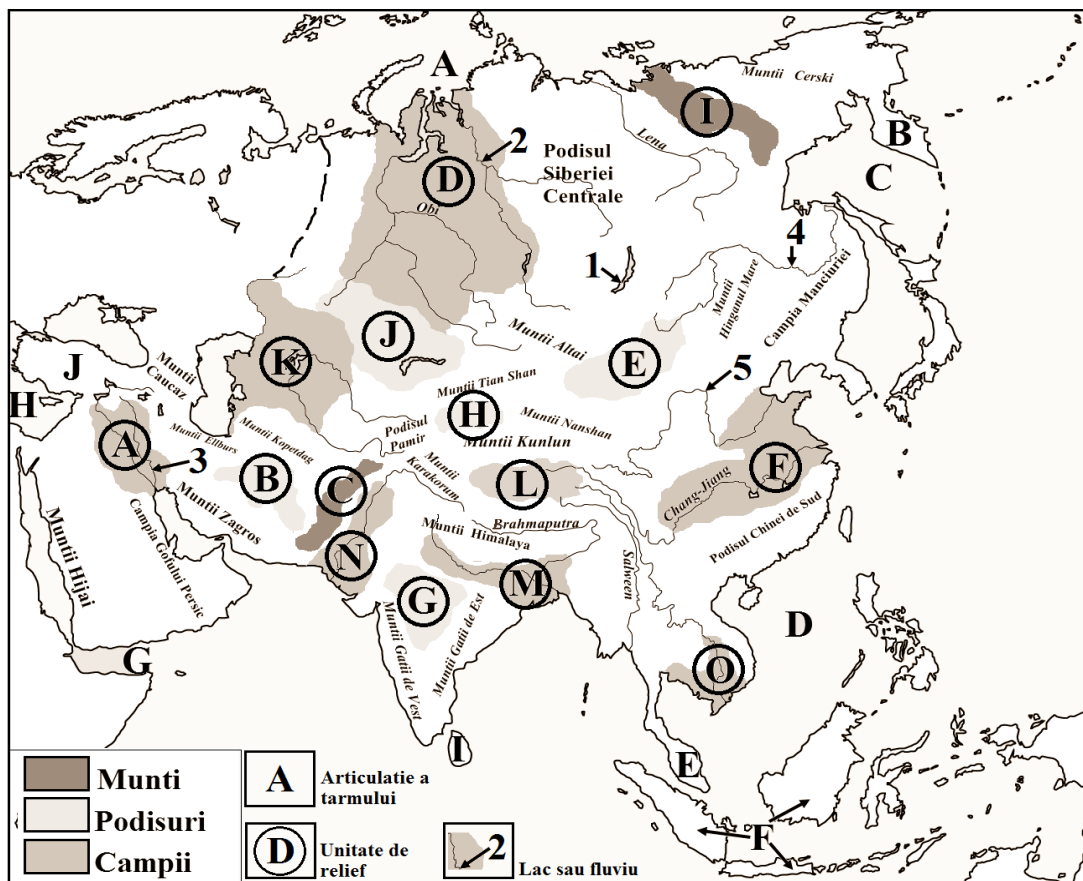 A
Muntii Cerski
I
B
Lena
2
Podisul
Siberiei
Centrale
C
D
Obi
4
1
Muntii
Hinganul Mare
Campia Manciuriei
J
Muntii Altai
E
J
Muntii
Caucaz
K
5
H
Muntii Tian Shan
H
Muntii Nanshan
Podisul
Pamir
Muntii Kunlun
A
Muntii Elburs
Muntii Kopetdag
3
B
C
Muntii
Karakorum
L
F
Chang-Jiang
Muntii Zagros
Campia Golfului Persic
Brahmaputra
Muntii Himalaya
Podisul Chinei de Sud
Muntii Hijai
N
M
Salween
G
Muntii Gatii de Vest
Muntii Gatii de Est
D
G
O
I
E
F
Munti
Podisuri
Campii
A
Articulatie a
tarmului
D
Unitate de
relief
2
Lac sau fluviu